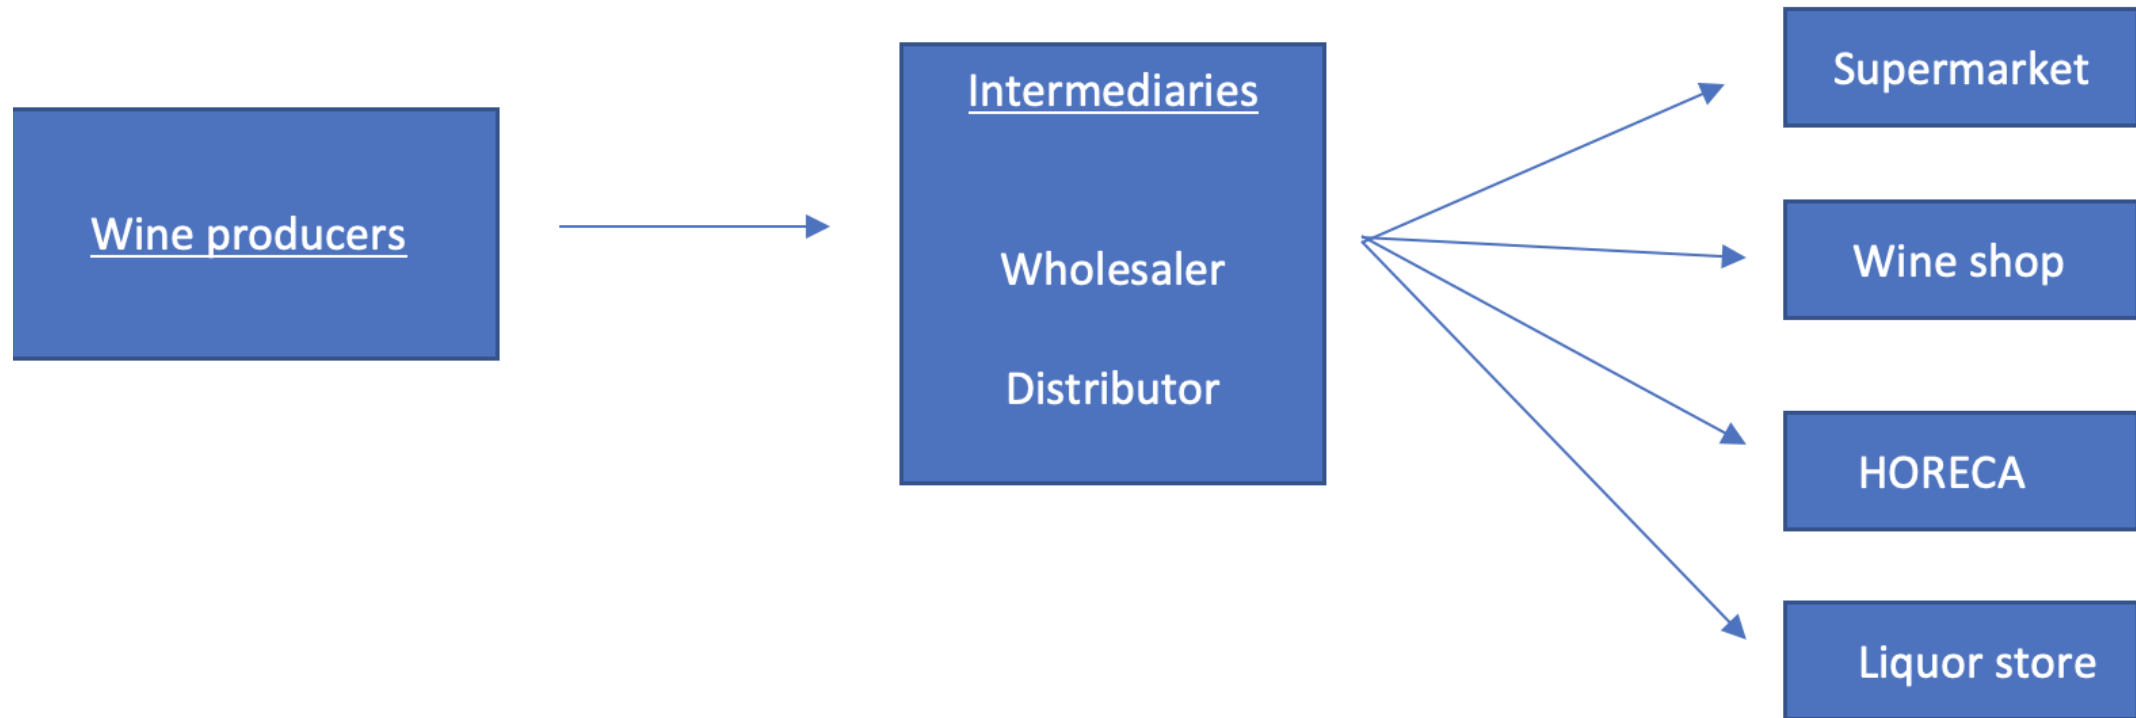 Wine producers
Intermediaries
Wholesaler
Distributor
Supermarket
Wine shop
HORECA
Liquor store